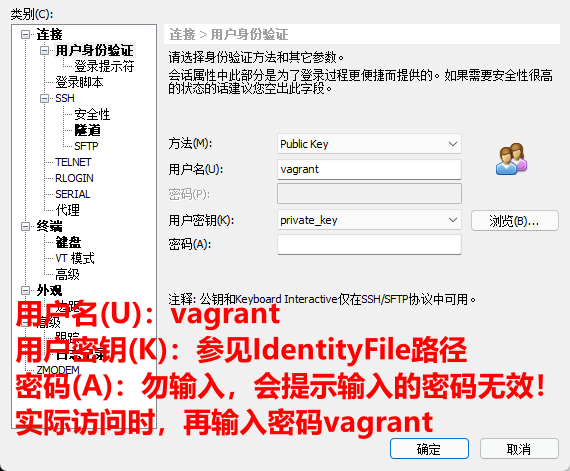 类别(C):
连接
用户身份验证
登录提示符
登录脚本
SSH
安全性
隧道
SFTP
TELNET
RLOGIN
SERIAL
代理
终端
键盘
VT 模式
高级
外观
边距
高级
跟踪
ZMODEM
连接 > 用户身份验证
请选择身份验证方法和其它参数。
会话属性中此部分是为了登录过程更便捷而提供的。如果需要安全性很高
的状态的话建议您空出此字段。
方法(M): Public Key
用户名(U): vagrant
密码(P):
用户密钥(K): private_key 浏览(B)...
密码(A):
注释: 公钥和Keyboard Interactive仅在SSH/SFTP协议中可用。
用户名(U)：vagrant
用户密钥(K)：参见IdentityFile路径
密码(A)：勿输入，会提示输入的密码无效！
实际访问时，再输入密码vagrant
确定 取消